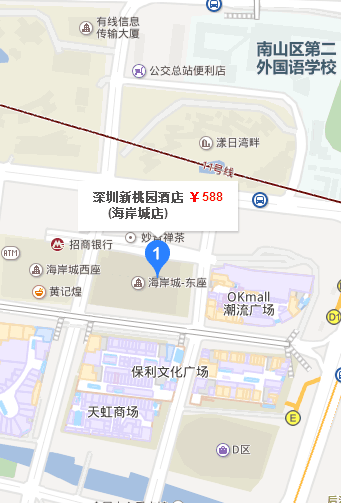 有线信息
传输大厦
南山区第二
外国语学校
公交总站便利店
漾日湾畔
11号线
深圳新桃园酒店 ￥588
(海岸城店)
招商银行
妙吉禅茶
ATM
1
海岸城西座
海岸城-东座
黄记煌
OKmall
潮流广场
D1
保利文化广场
天虹商场
E
D区